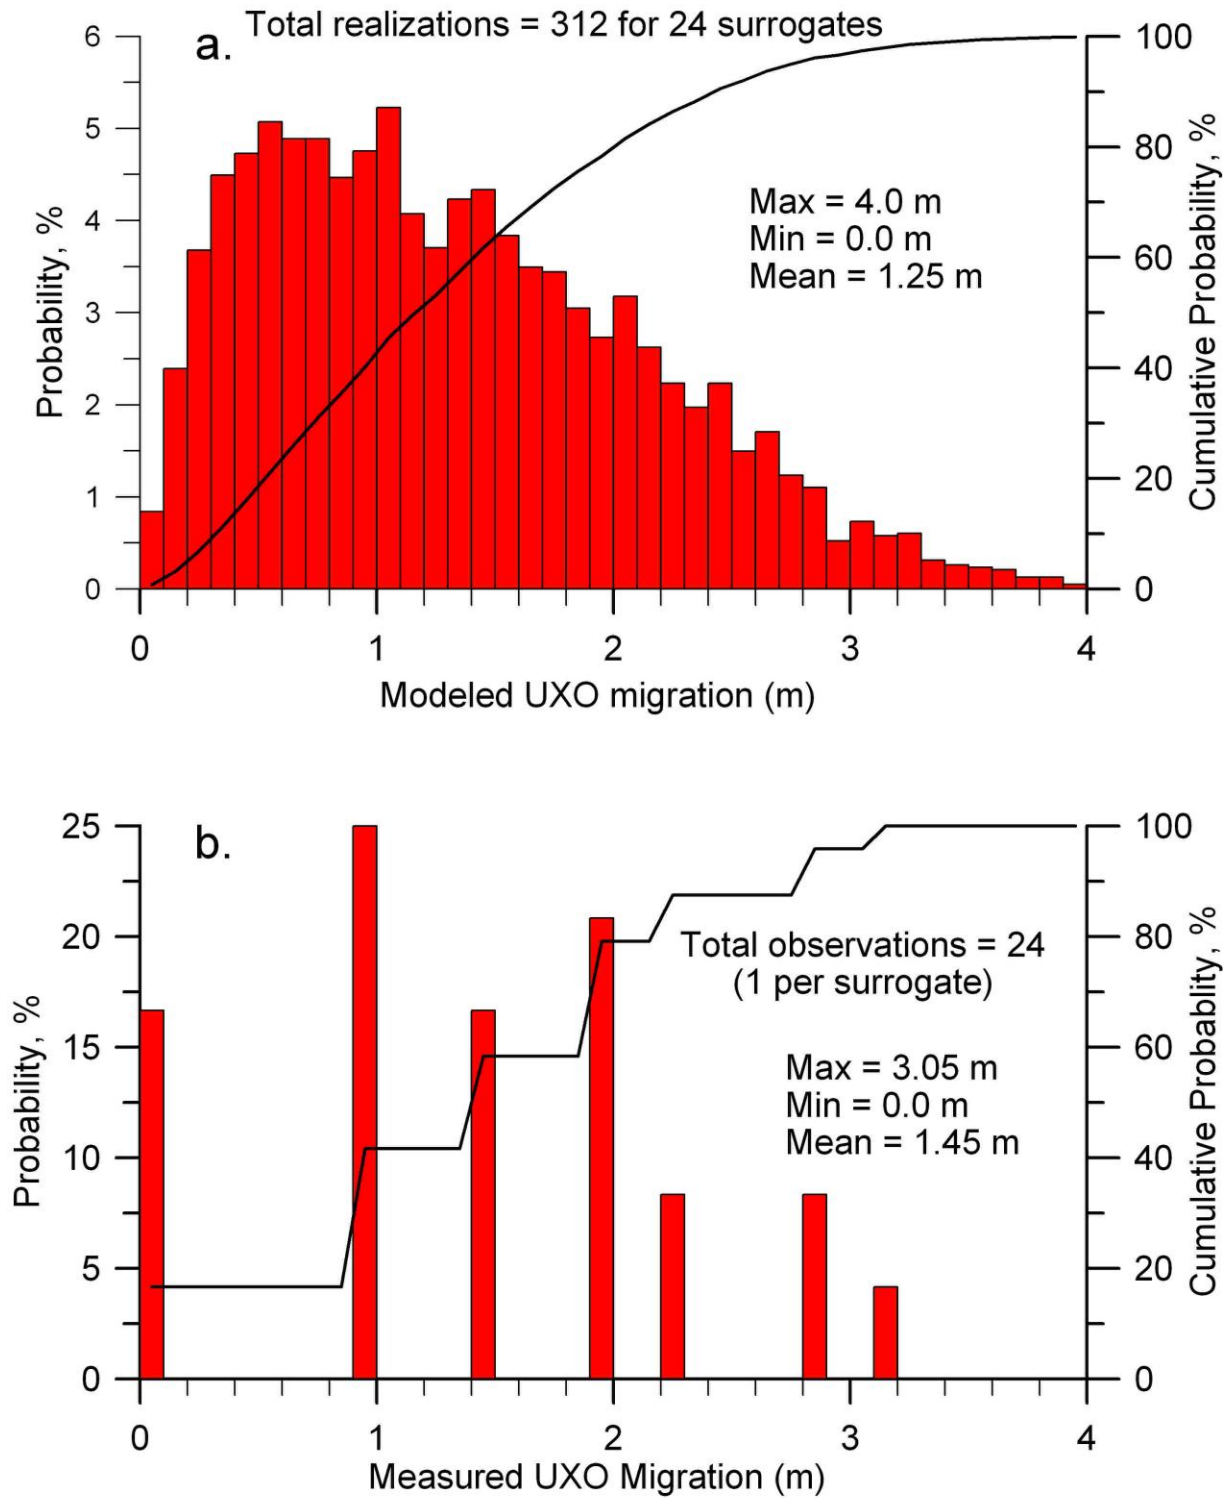 Total realizations = 312 for 24 surrogates
a.
6
5
4
3
2
1
0
Probability, %
100
80
60
40
20
0
Cumulative Probability, %
Max = 4.0 m
Min = 0.0 m
Mean = 1.25 m
0 1 2 3 4
Modeled UXO migration (m)
b.
25
20
15
10
5
0
Probability, %
100
80
60
40
20
0
Cumulative Probablity, %
Total observations = 24
(1 per surrogate)
Max = 3.05 m
Min = 0.0 m
Mean = 1.45 m
0 1 2 3 4
Measured UXO Migration (m)